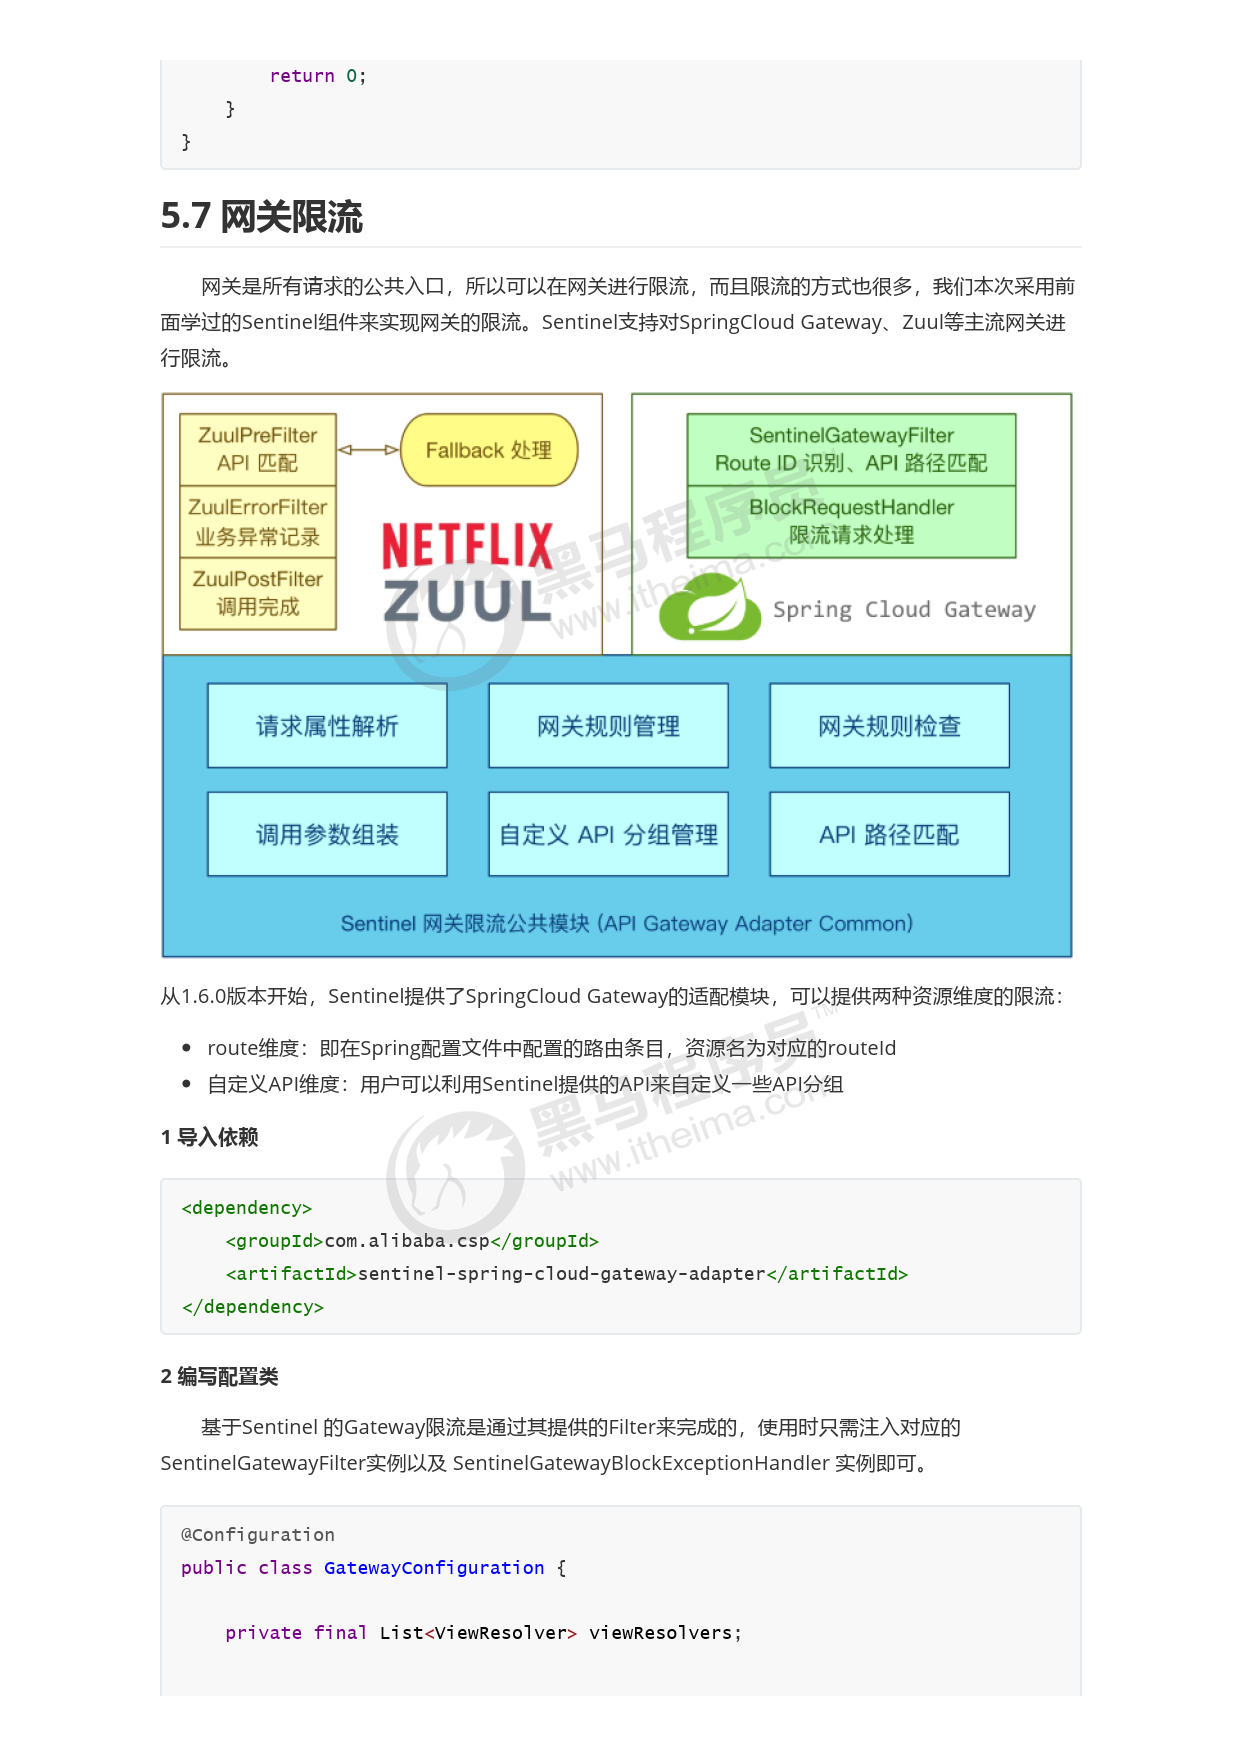 return 0;
    }
}
5.7 网关限流
网关是所有请求的公共入口，所以可以在网关进行限流，而且限流的方式也很多，我们本次采用前
面学过的Sentinel组件来实现网关的限流。Sentinel支持对SpringCloud Gateway、Zuul等主流网关进
行限流。
ZuulPreFilter
API 匹配
Fallback 处理
ZuulErrorFilter
业务异常记录
ZuulPostFilter
调用完成
NETFLIX
ZUUL
SentinelGatewayFilter
Route ID 识别、API 路径匹配
BlockRequestHandler
限流请求处理
Spring Cloud Gateway
黑马程序员™
www.itheima.com
请求属性解析
网关规则管理
网关规则检查
调用参数组装
自定义 API 分组管理
API 路径匹配
Sentinel 网关限流公共模块 (API Gateway Adapter Common)
从1.6.0版本开始，Sentinel提供了SpringCloud Gateway的适配模块，可以提供两种资源维度的限流：
• route维度：即在Spring配置文件中配置的路由条目，资源名为对应的routeId
• 自定义API维度：用户可以利用Sentinel提供的API来自定义一些API分组
黑马程序员™
www.itheima.com
1 导入依赖
<dependency>
    <groupId>com.alibaba.csp</groupId>
    <artifactId>sentinel-spring-cloud-gateway-adapter</artifactId>
</dependency>
2 编写配置类
基于Sentinel 的Gateway限流是通过其提供的Filter来完成的，使用时只需注入对应的
SentinelGatewayFilter实例以及 SentinelGatewayBlockExceptionHandler 实例即可。
@Configuration
public class GatewayConfiguration {
    private final List<ViewResolver> viewResolvers;